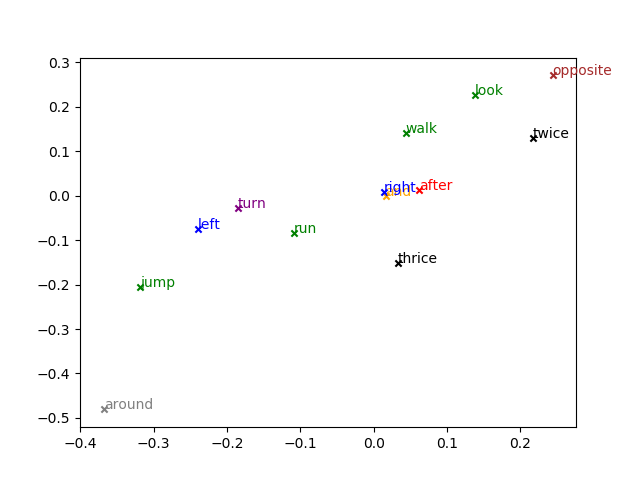 0.3
opposite
look
0.2
walk
twice
0.1
right
and
after
0.0
turn
left
run
−0.1
thrice
jump
−0.2
−0.3
around
−0.4
−0.5
−0.4 −0.3 −0.2 −0.1 0.0 0.1 0.2